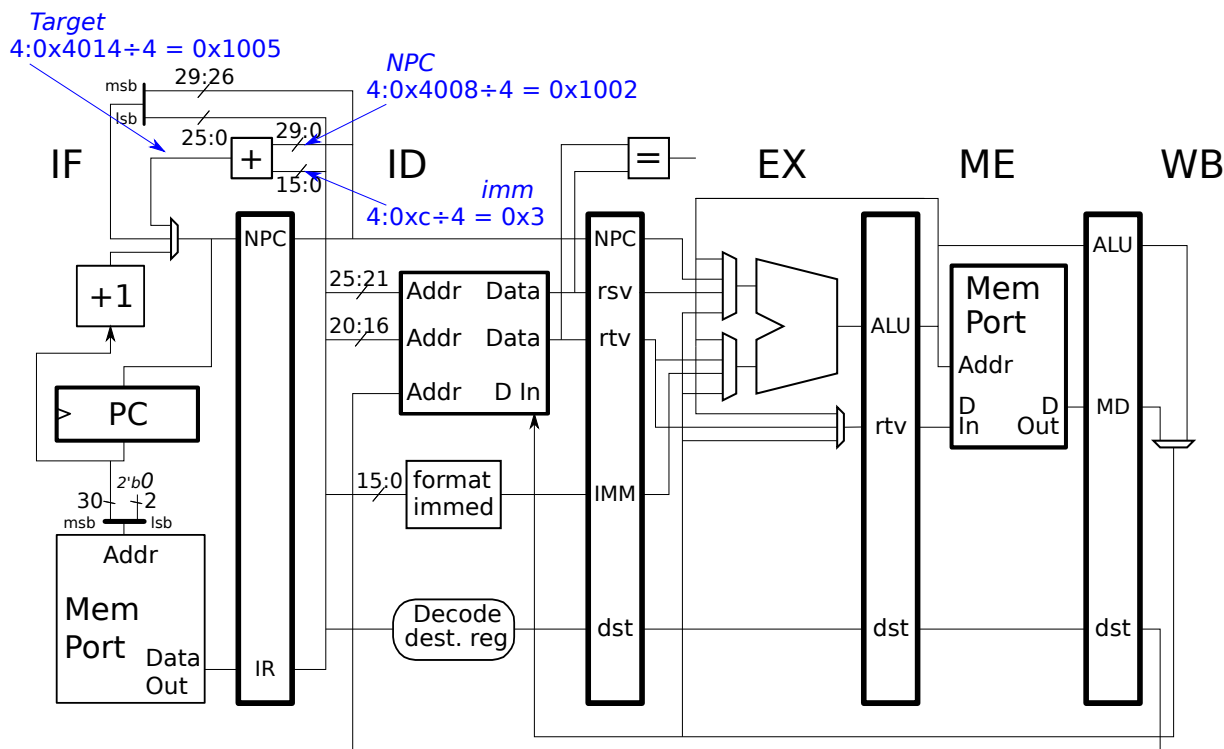 Target
4:0x4014÷4 = 0x1005
NPC
4:0x4008÷4 = 0x1002
msb
29:26
lsb
25:0
29:0
15:0
imm
4:0xc÷4 = 0x3
IF
ID
EX
ME
WB
+
=
+1
PC
2'b0
30
2
msb
lsb
Addr
Mem
Port
Data
Out
NPC
IR
25:21
20:16
Addr
Data
Addr
Data
Addr
D In
15:0
format
immed
Decode
dest. reg
NPC
rsv
rtv
IMM
dst
ALU
rtv
dst
Mem
Port
Addr
D
In
D
Out
ALU
MD
dst